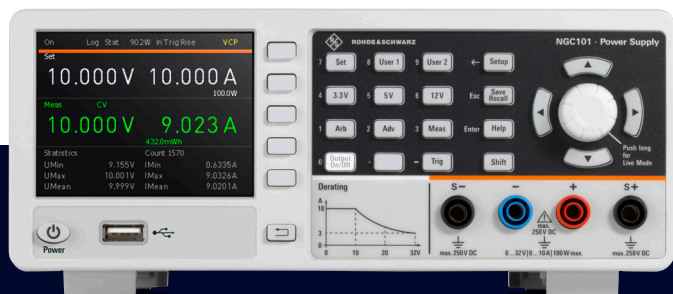 On Log Stat 90.2W In Trig Rise VCP
Set
10.000 V 10.000 A
100.0W
Meas CV
10.000 V 9.023 A
432.0mWh
Statistics Count 1570
UMin 9.155V IMin 0.6335A
UMax 10.001V IMax 9.0326A
UMean 9.999V IMean 9.0201A
Power
R&S
ROHDE&SCHWARZ NGC101 · Power Supply
7 Set 8 User 1 9 User 2 ← Setup
4 3.3V 5 5V 6 12V Esc Save Recall
1 Arb 2 Adv 3 Meas Enter Help
0 Output On/Off · – Trig Shift
Push long
for
Live Mode
Derating
A
10
3
0
0 10 20 32V
S– – + S+
max.
250V DC
max. 250V DC 0...32V|0...10A|100W max. max. 250V DC